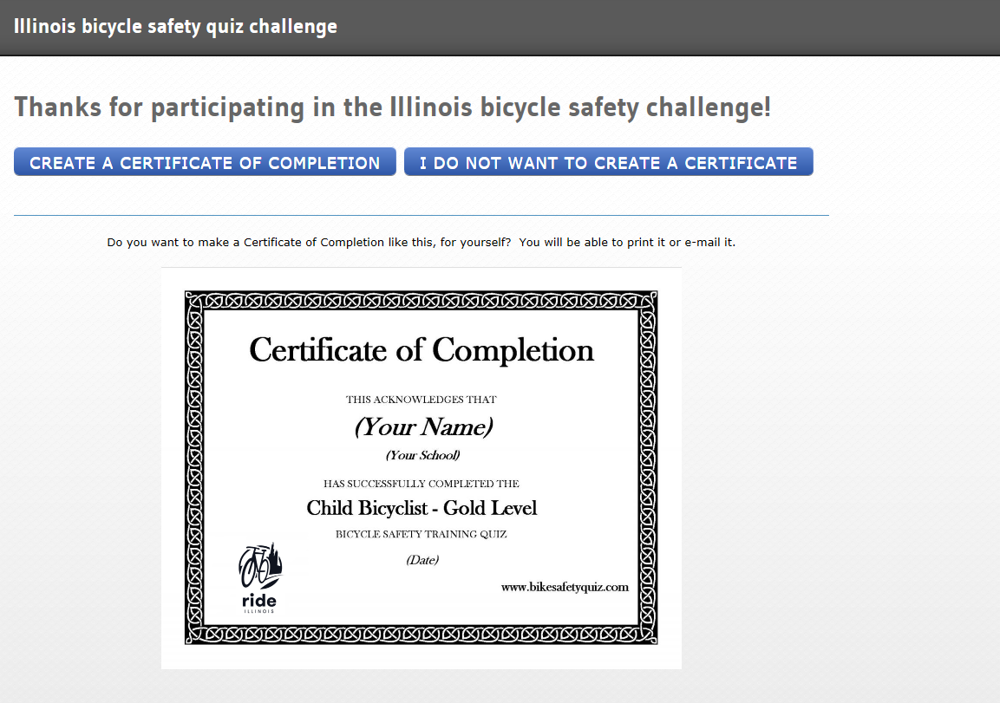 Illinois bicycle safety quiz challenge
Thanks for participating in the Illinois bicycle safety challenge!
CREATE A CERTIFICATE OF COMPLETION
I DO NOT WANT TO CREATE A CERTIFICATE
Do you want to make a Certificate of Completion like this, for yourself?  You will be able to print it or e-mail it.
Certificate of Completion
THIS ACKNOWLEDGES THAT
(Your Name)
(Your School)
HAS SUCCESSFULLY COMPLETED THE
Child Bicyclist - Gold Level
BICYCLE SAFETY TRAINING QUIZ
(Date)
www.bikesafetyquiz.com
ride
ILLINOIS